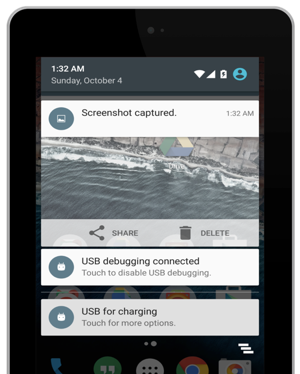 1:32 AM
Sunday, October 4
Screenshot captured.
1:32 AM
SHARE
DELETE
USB debugging connected
Touch to disable USB debugging.
USB for charging
Touch for more options.